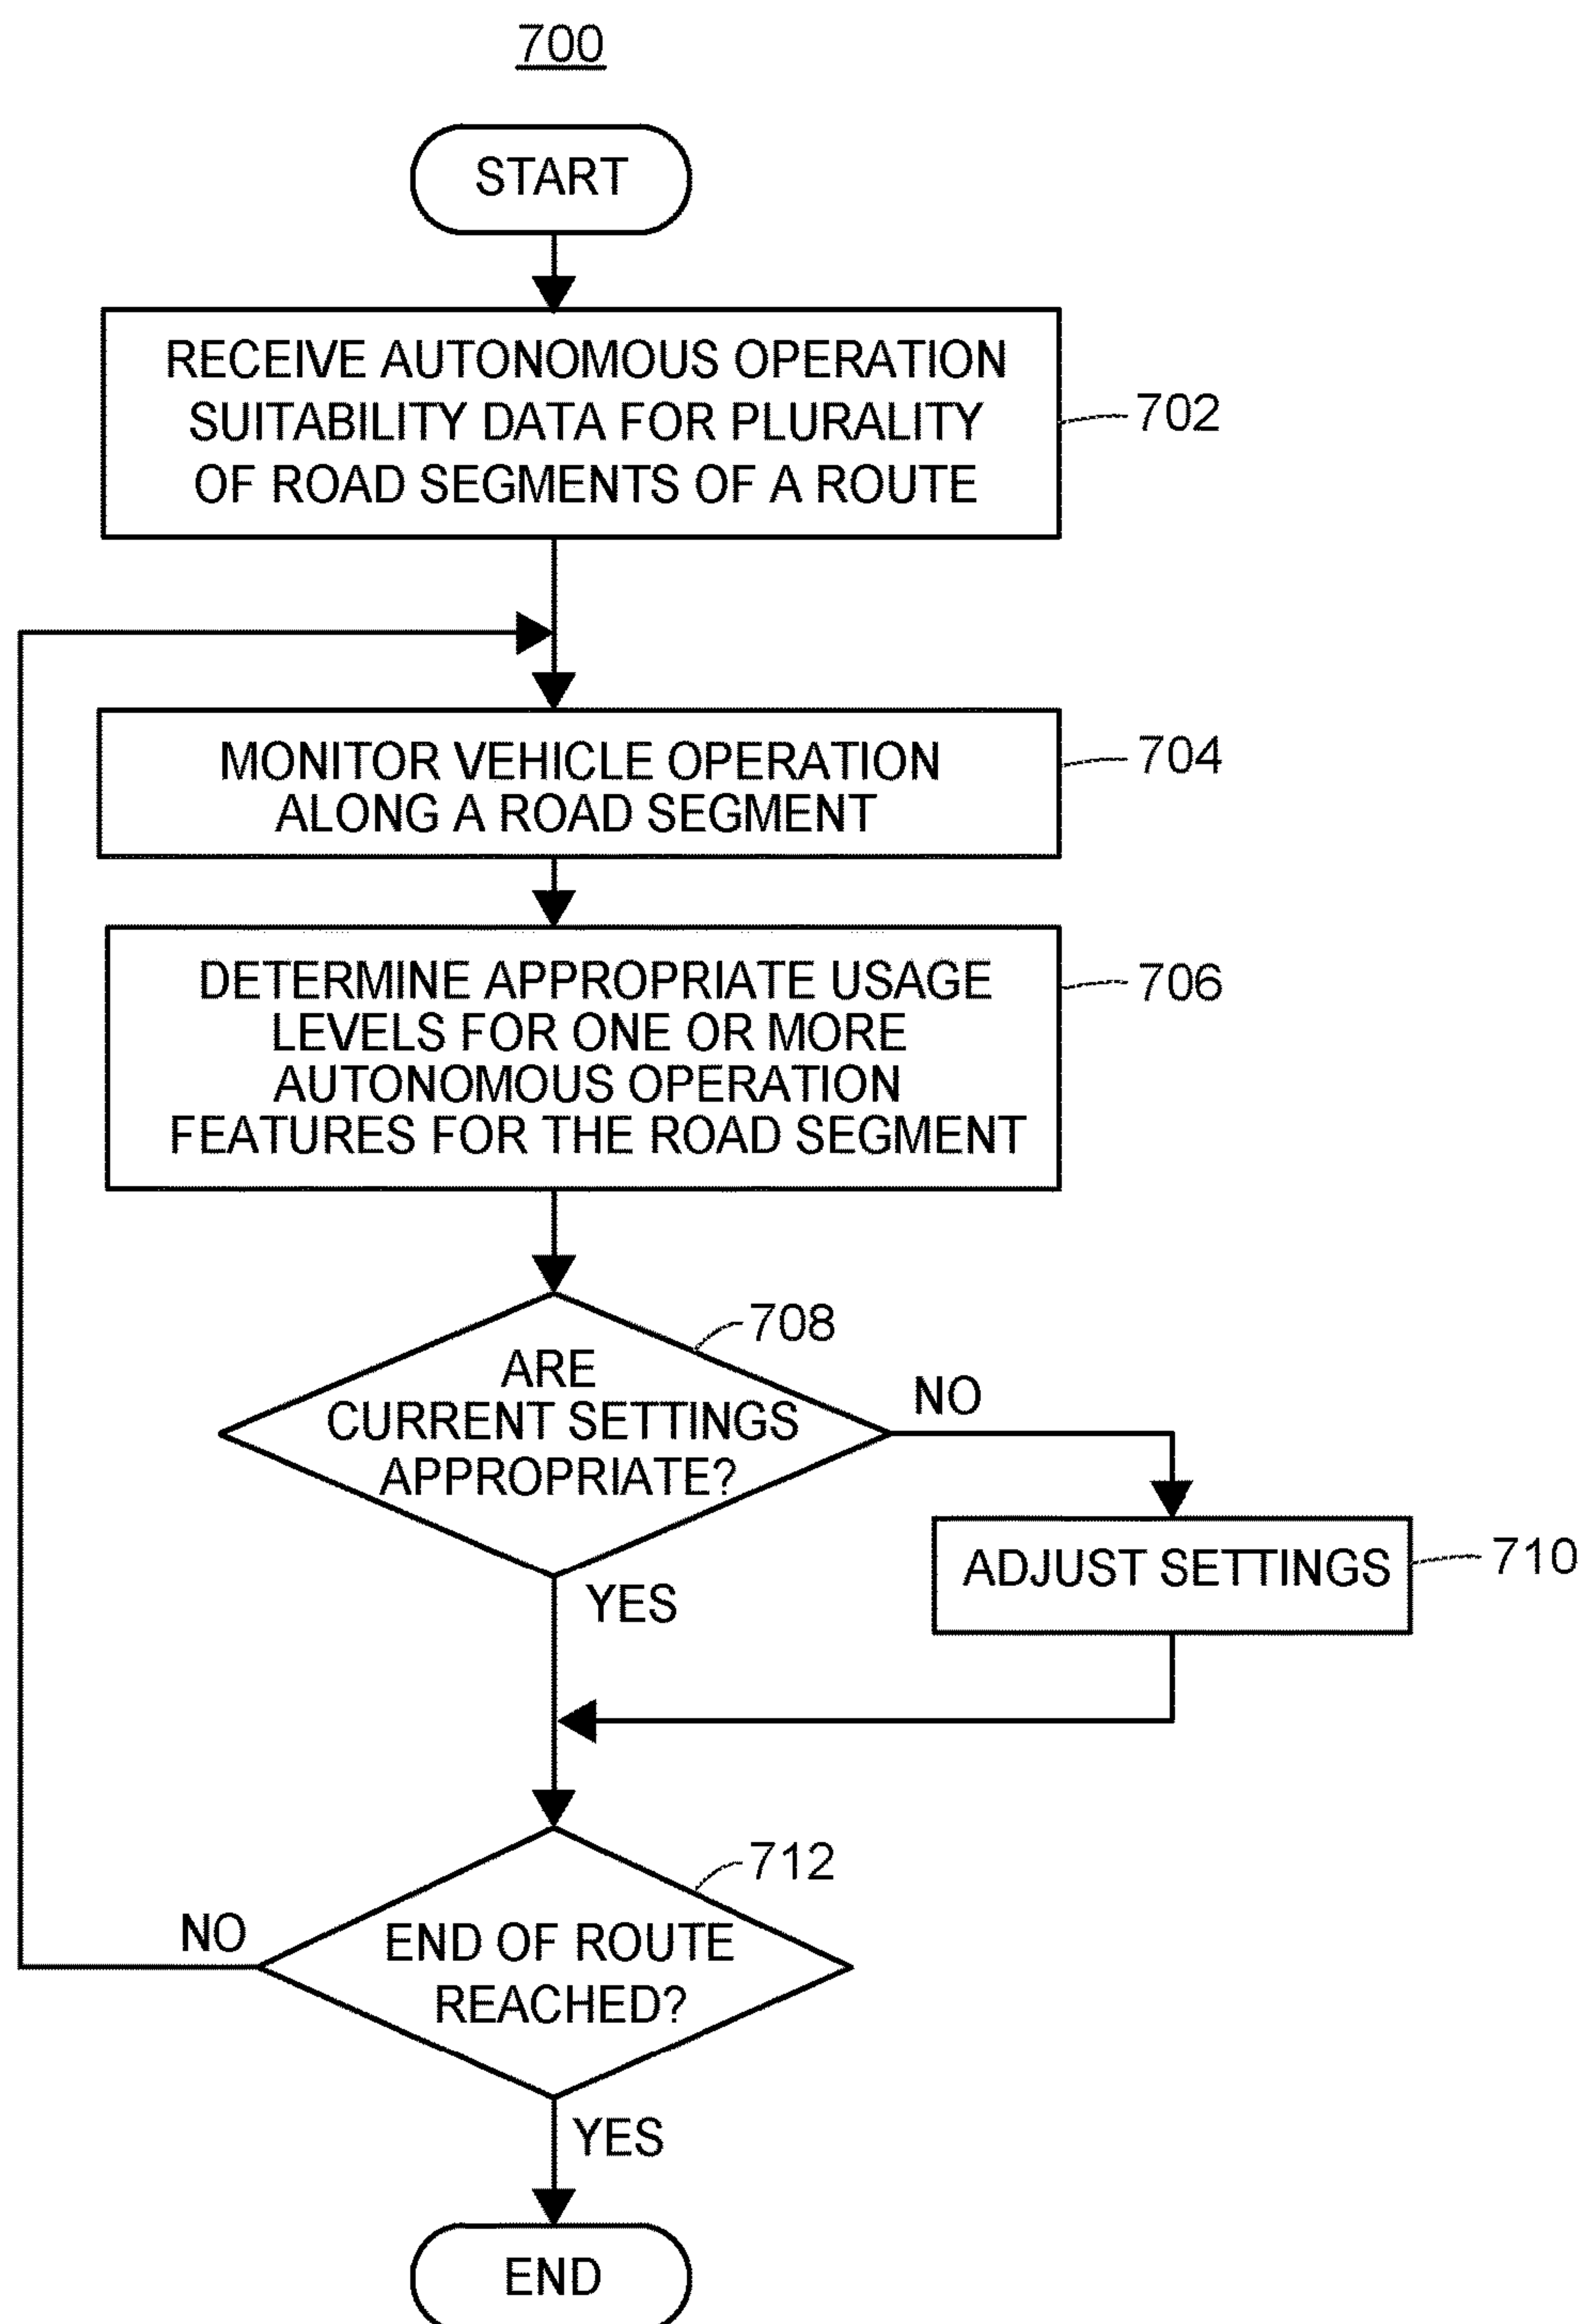 700
START
RECEIVE AUTONOMOUS OPERATION
SUITABILITY DATA FOR PLURALITY
OF ROAD SEGMENTS OF A ROUTE
702
MONITOR VEHICLE OPERATION
ALONG A ROAD SEGMENT
704
DETERMINE APPROPRIATE USAGE
LEVELS FOR ONE OR MORE
AUTONOMOUS OPERATION
FEATURES FOR THE ROAD SEGMENT
706
708
ARE
CURRENT SETTINGS
APPROPRIATE?
NO
YES
ADJUST SETTINGS
710
712
END OF ROUTE
REACHED?
NO
YES
END